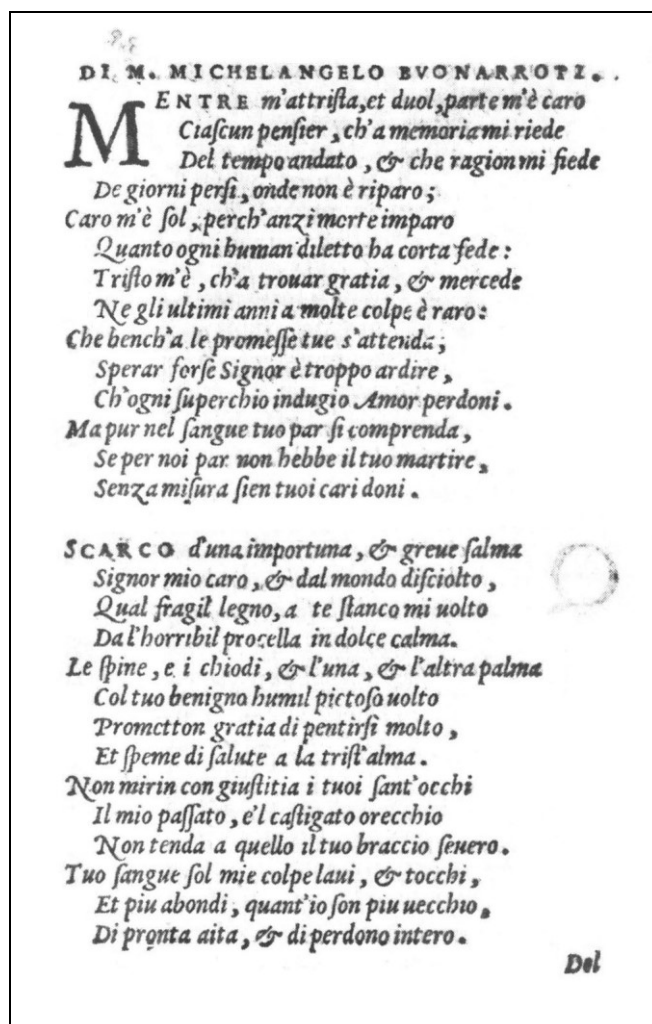 DI M. MICHELANGELO BVONARROTI.
MENTRE m'attrista, et duol, parte m'è caro
Ciascun pensier, ch'a memoria mi riede
Del tempo andato, & che ragion mi fiede
De giorni persi, onde non è riparo;
Caro m'è sol, perch'anzi morte imparo
Quanto ogni human diletto ha corta fede:
Tristo m'è, ch'a trouar gratia, & mercede
Ne gli ultimi anni a molte colpe è raro:
Che bench'a le promesse tue s'attenda;
Sperar forse Signor è troppo ardire,
Ch'ogni superchio indugio Amor perdoni.
Ma pur nel sangue tuo par si comprenda,
Se per noi par non hebbe il tuo martire,
Senza misura sien tuoi cari doni.
SCARCO d'una importuna, & greue salma
Signor mio caro, & dal mondo disciolto,
Qual fragil legno, a te stanco mi uolto
Da l'horribil procella in dolce calma.
Le spine, e i chiodi, & l'una, & l'altra palma
Col tuo benigno humil pietoso uolto
Prometton gratia di pentirsi molto,
Et speme di salute a la trist'alma.
Non mirin con giustitia i tuoi sant'occhi
Il mio passato, e'l castigato orecchio
Non tenda a quello il tuo braccio seuero.
Tuo sangue sol mie colpe laui, & tocchi,
Et piu abondi, quant'io son piu uecchio,
Di pronta aita, & di perdono intero.
Del